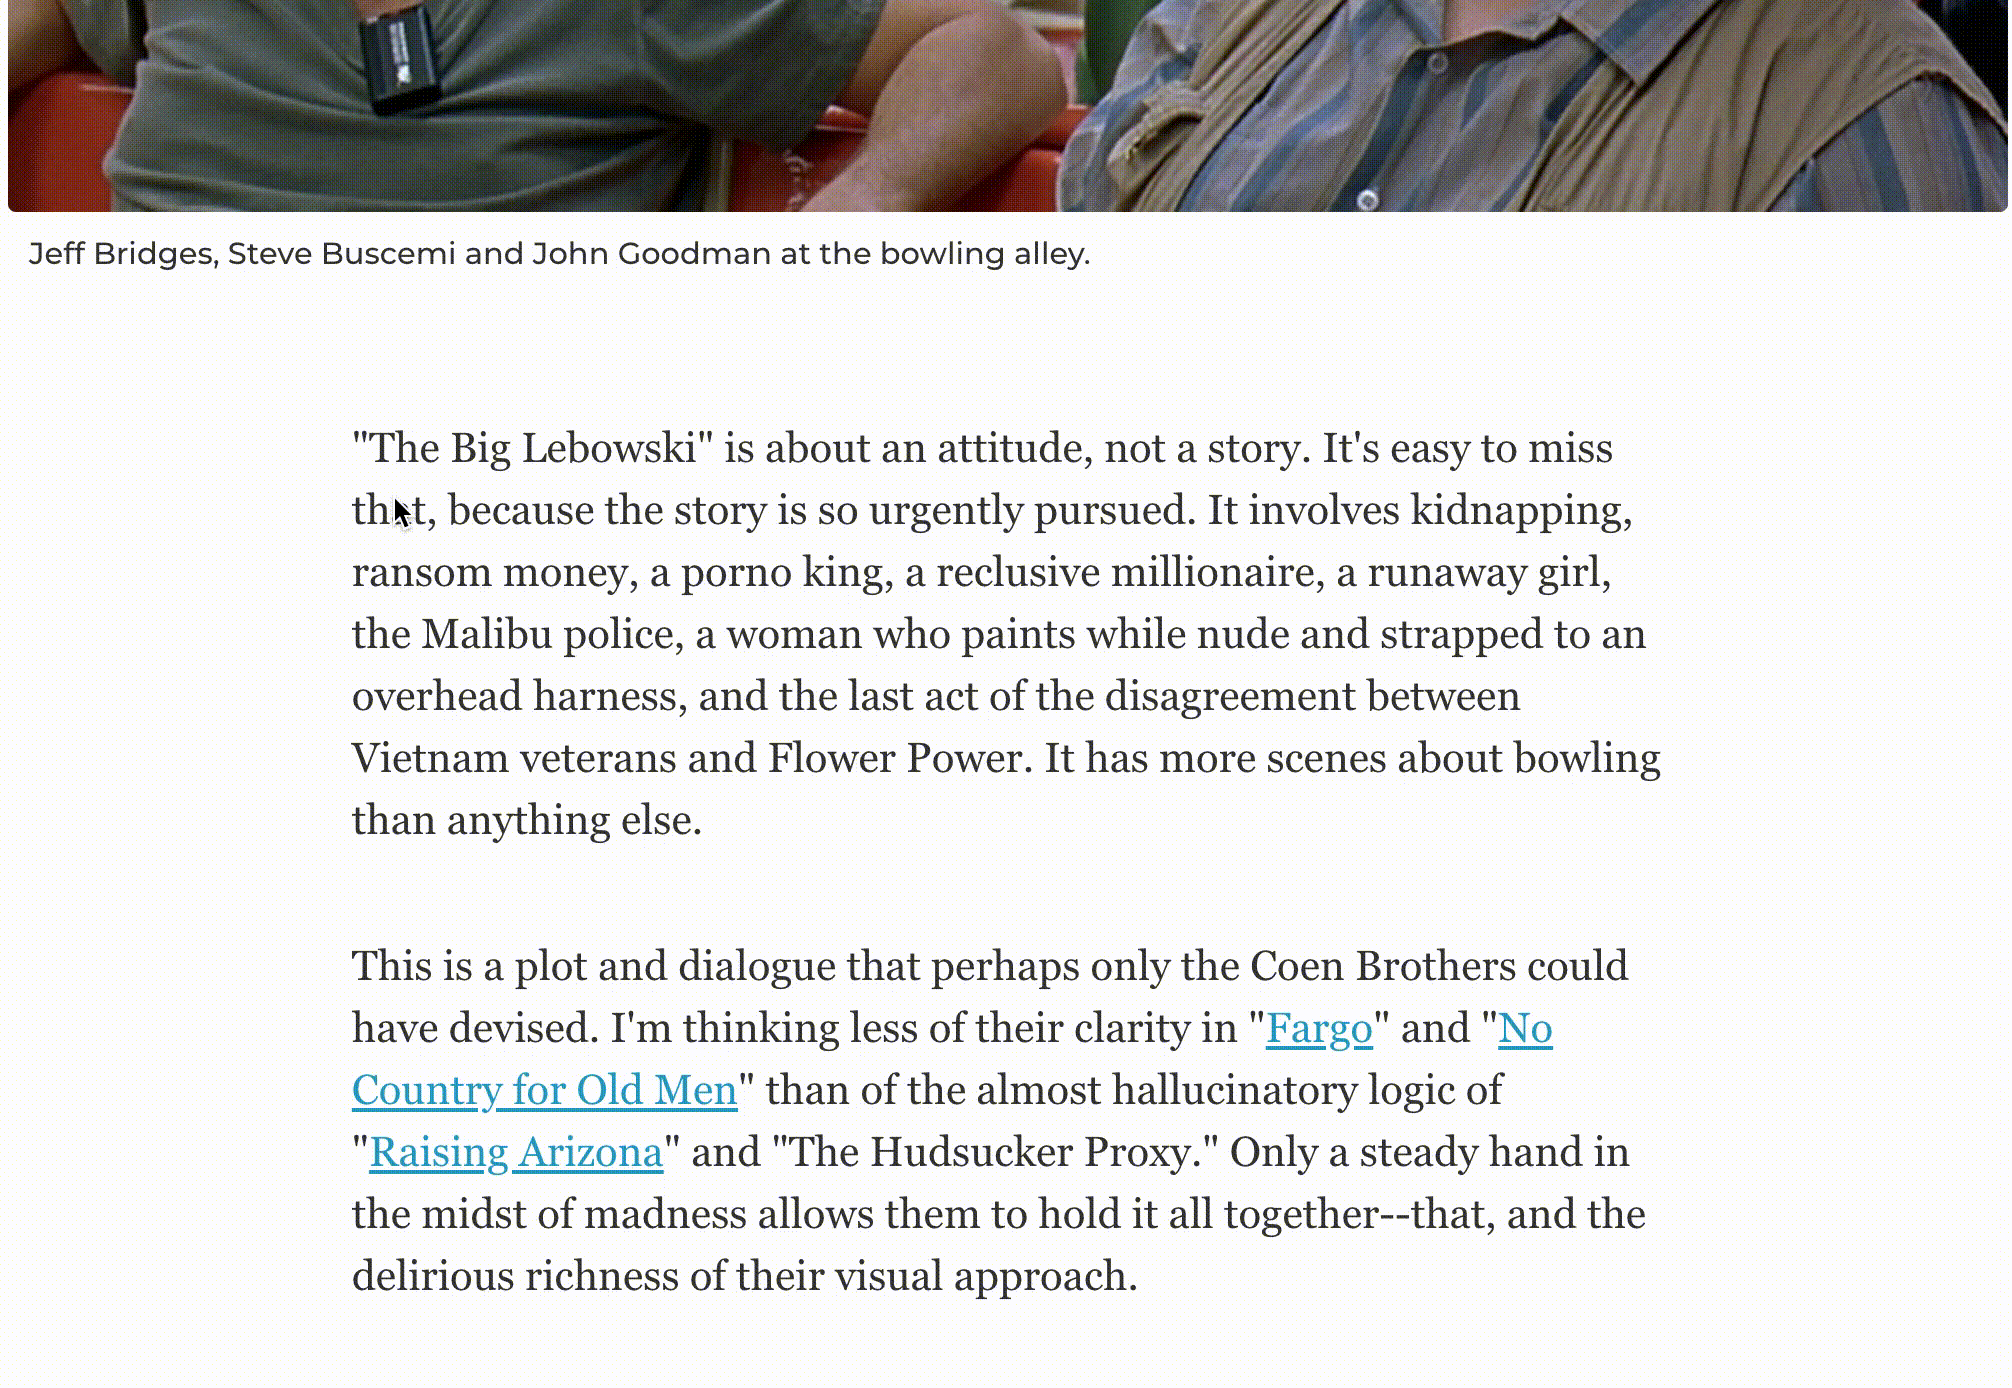 Jeff Bridges, Steve Buscemi and John Goodman at the bowling alley.
"The Big Lebowski" is about an attitude, not a story. It's easy to miss
that, because the story is so urgently pursued. It involves kidnapping,
ransom money, a porno king, a reclusive millionaire, a runaway girl,
the Malibu police, a woman who paints while nude and strapped to an
overhead harness, and the last act of the disagreement between
Vietnam veterans and Flower Power. It has more scenes about bowling
than anything else.
This is a plot and dialogue that perhaps only the Coen Brothers could
have devised. I'm thinking less of their clarity in "Fargo" and "No
Country for Old Men" than of the almost hallucinatory logic of
"Raising Arizona" and "The Hudsucker Proxy." Only a steady hand in
the midst of madness allows them to hold it all together--that, and the
delirious richness of their visual approach.